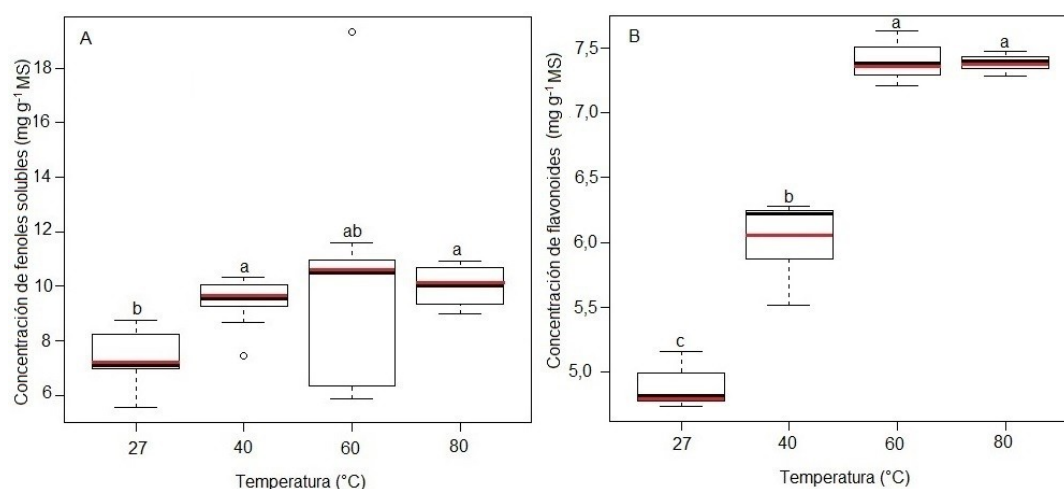 A
Concentración de fenoles solubles (mg g-1 MS)
18
16
14
12
10
8
6
b
a
ab
a
27
40
60
80
Temperatura (°C)
B
Concentración de flavonoides (mg g-1 MS)
7,5
7,0
6,5
6,0
5,5
5,0
c
b
a
a
27
40
60
80
Temperatura (°C)